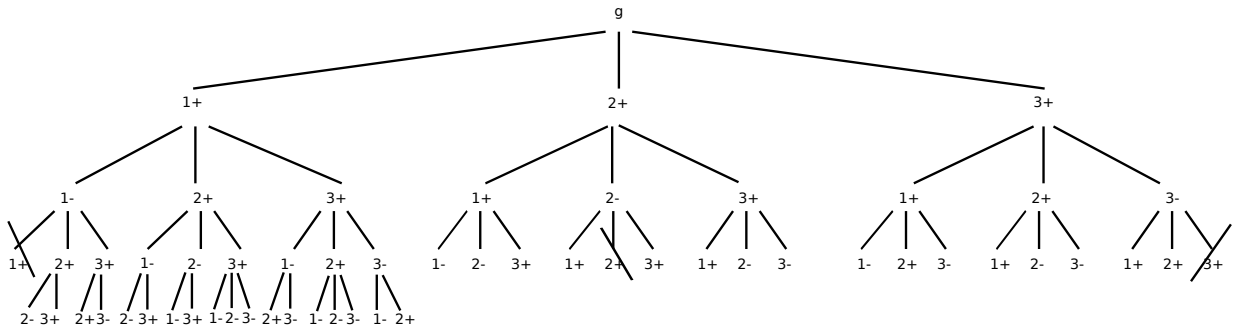 g
1+ 2+ 3+
1- 2+ 3+ 1+ 2- 3+ 1+ 2+ 3-
1+ 2+ 3+ 1- 2- 3+ 1- 2+ 3- 1- 2- 3+ 1+ 2+ 3+ 1+ 2- 3- 1- 2+ 3- 1+ 2- 3- 1+ 2+ 3+
2- 3+ 2+ 3- 2- 3+ 1- 3+ 1- 2- 3- 2+ 3- 1- 2- 3- 1- 2+